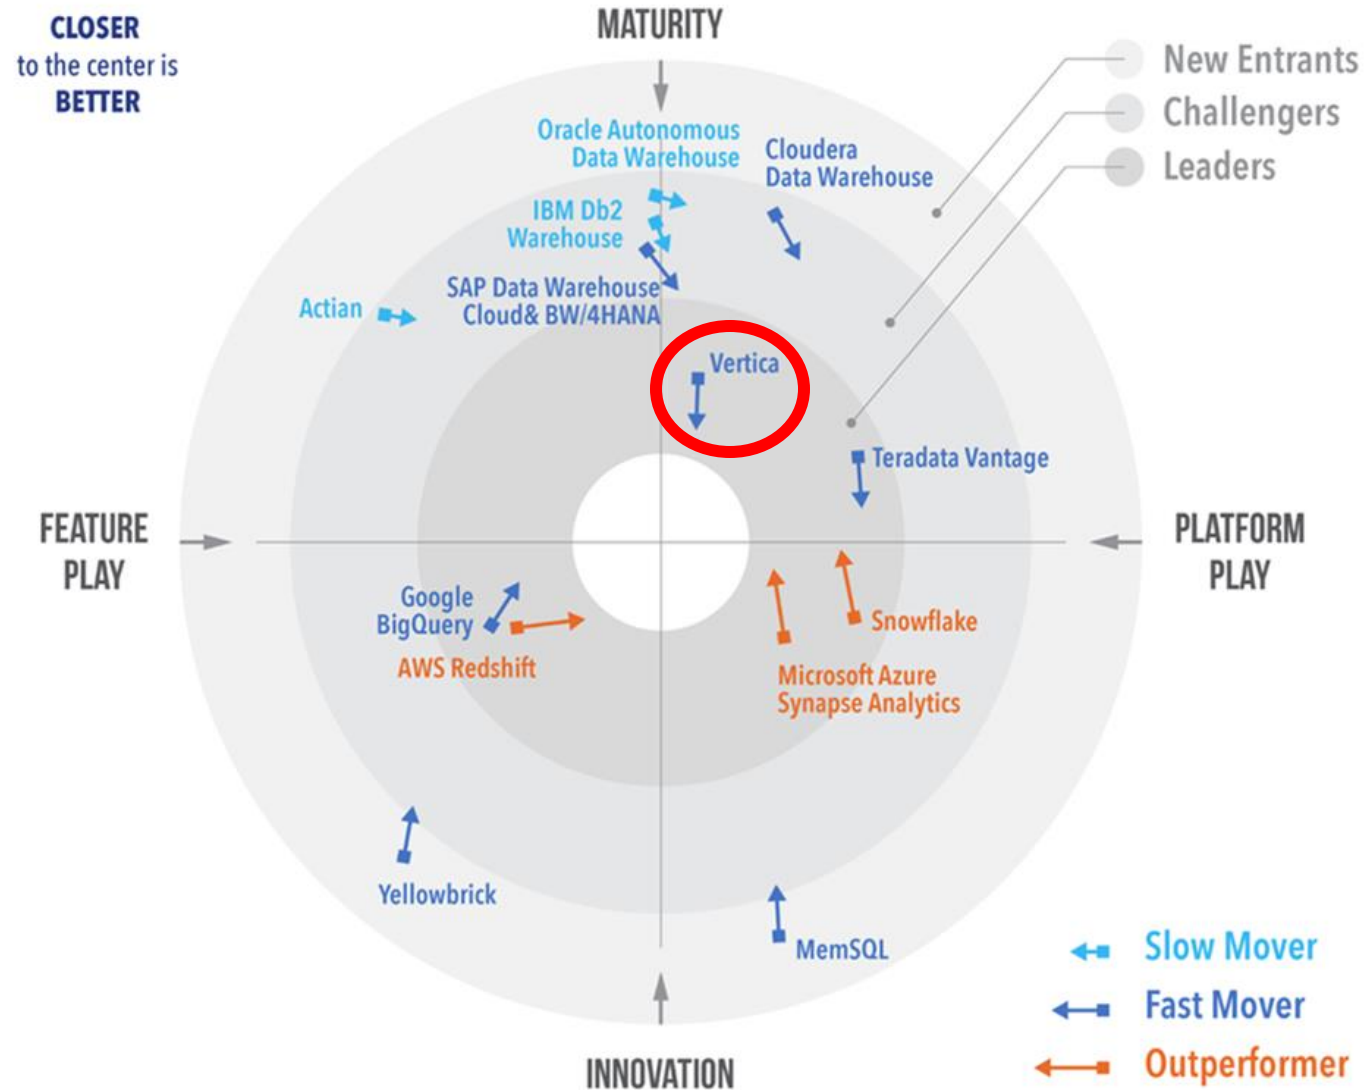 CLOSER
to the center is
BETTER
MATURITY
New Entrants
Challengers
Leaders
Oracle Autonomous
Data Warehouse
Cloudera
Data Warehouse
IBM Db2
Warehouse
SAP Data Warehouse
Cloud& BW/4HANA
Actian
Vertica
Teradata Vantage
FEATURE
PLAY
PLATFORM
PLAY
Google
BigQuery
AWS Redshift
Snowflake
Microsoft Azure
Synapse Analytics
Yellowbrick
MemSQL
Slow Mover
Fast Mover
Outperformer
INNOVATION